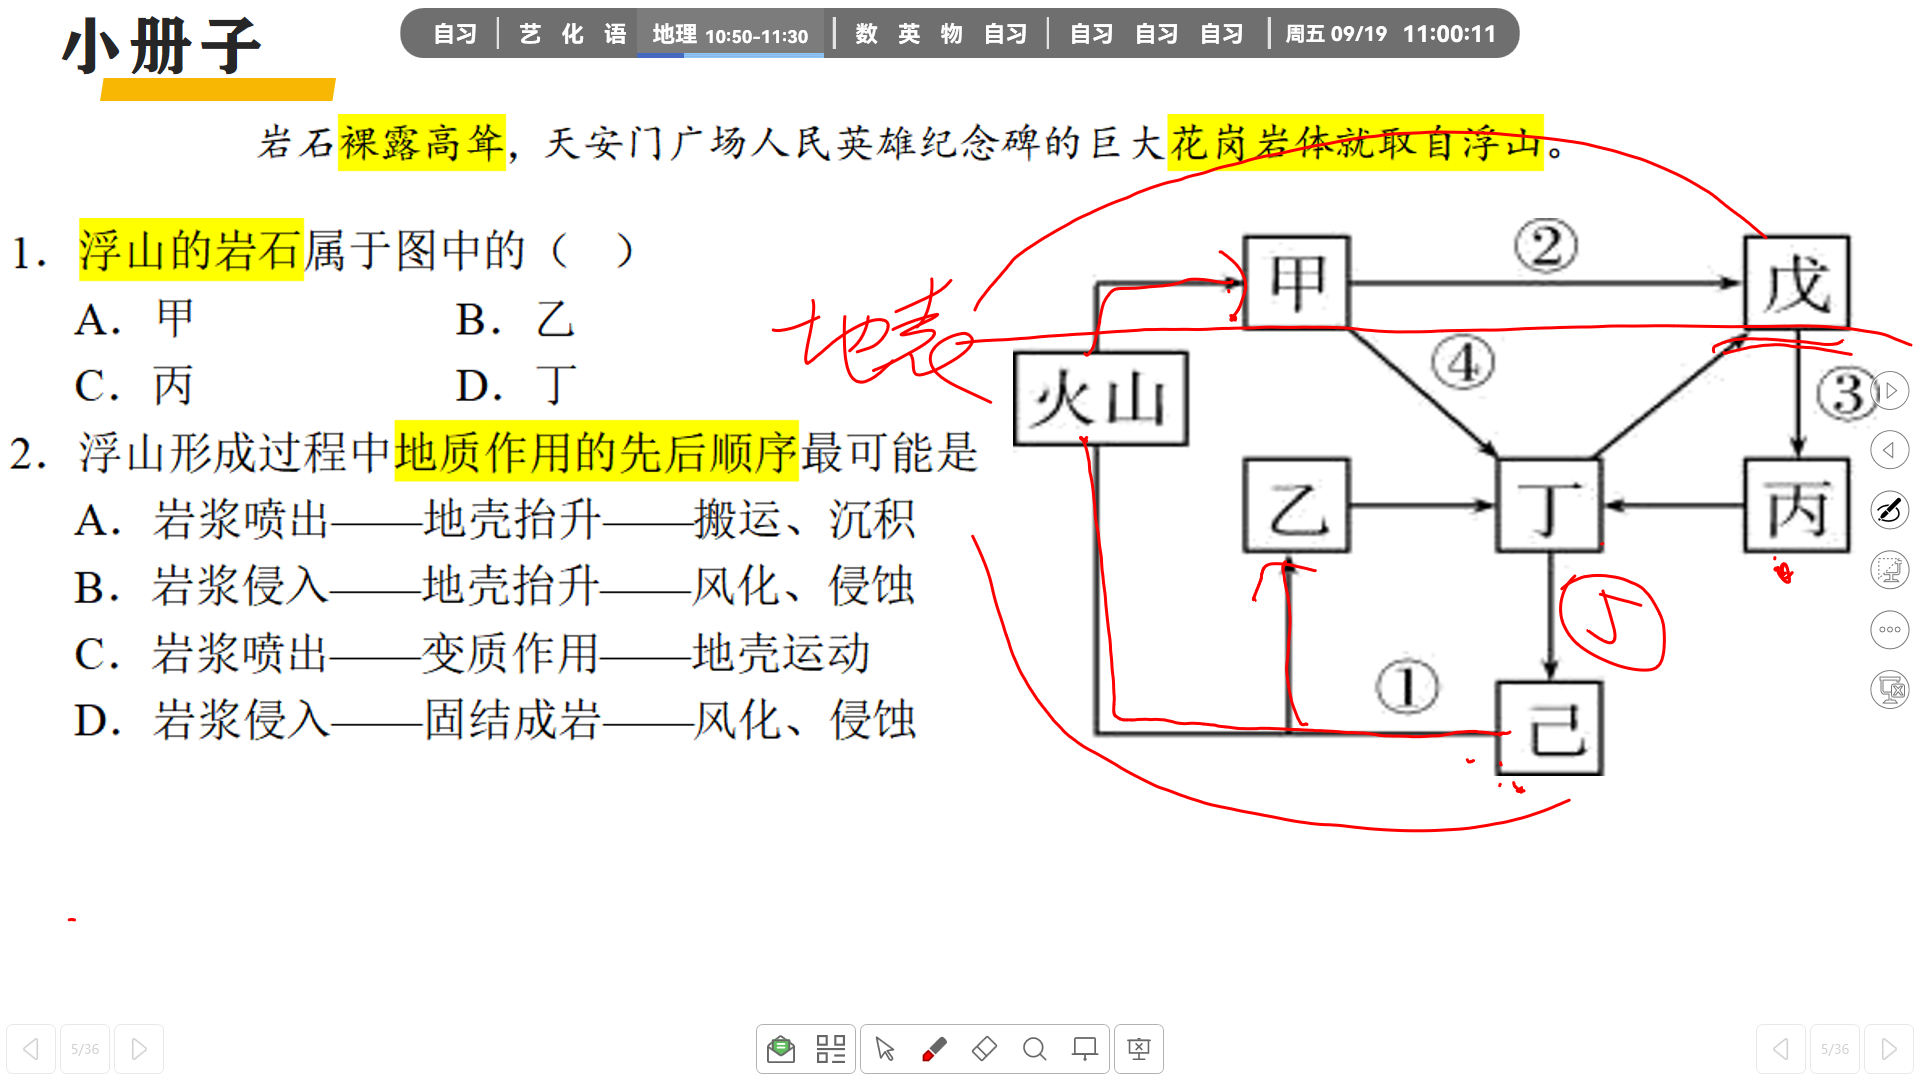 小册子
自习 艺 化 语 地理 10:50-11:30 数 英 物 自习 自习 自习 自习 周五 09/19 11:00:11
岩石裸露高耸，天安门广场人民英雄纪念碑的巨大花岗岩体就取自浮山。
1. 浮山的岩石属于图中的（ ）
A. 甲 B. 乙
C. 丙 D. 丁
2. 浮山形成过程中地质作用的先后顺序最可能是
A. 岩浆喷出——地壳抬升——搬运、沉积
B. 岩浆侵入——地壳抬升——风化、侵蚀
C. 岩浆喷出——变质作用——地壳运动
D. 岩浆侵入——固结成岩——风化、侵蚀
地壳
甲 ② 戊
火山 ④ ③
乙 丁 丙
5
① 己
5/36 5/36